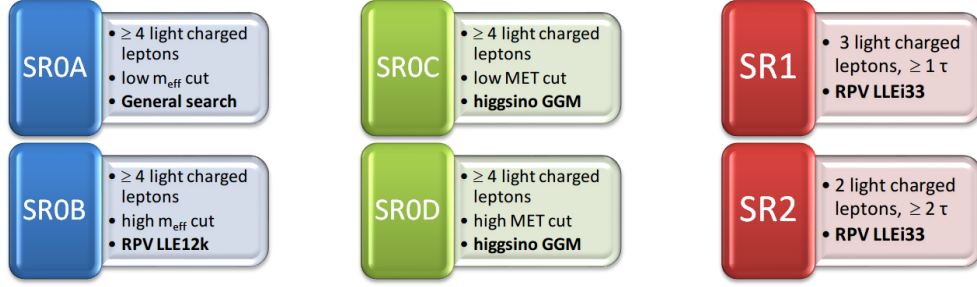 SR0A
• ≥ 4 light charged
leptons
• low meff cut
• General search
SR0C
• ≥ 4 light charged
leptons
• low MET cut
• higgsino GGM
SR1
• 3 light charged
leptons, ≥ 1 τ
• RPV LLEi33
SR0B
• ≥ 4 light charged
leptons
• high meff cut
• RPV LLE12k
SR0D
• ≥ 4 light charged
leptons
• high MET cut
• higgsino GGM
SR2
• 2 light charged
leptons, ≥ 2 τ
• RPV LLEi33